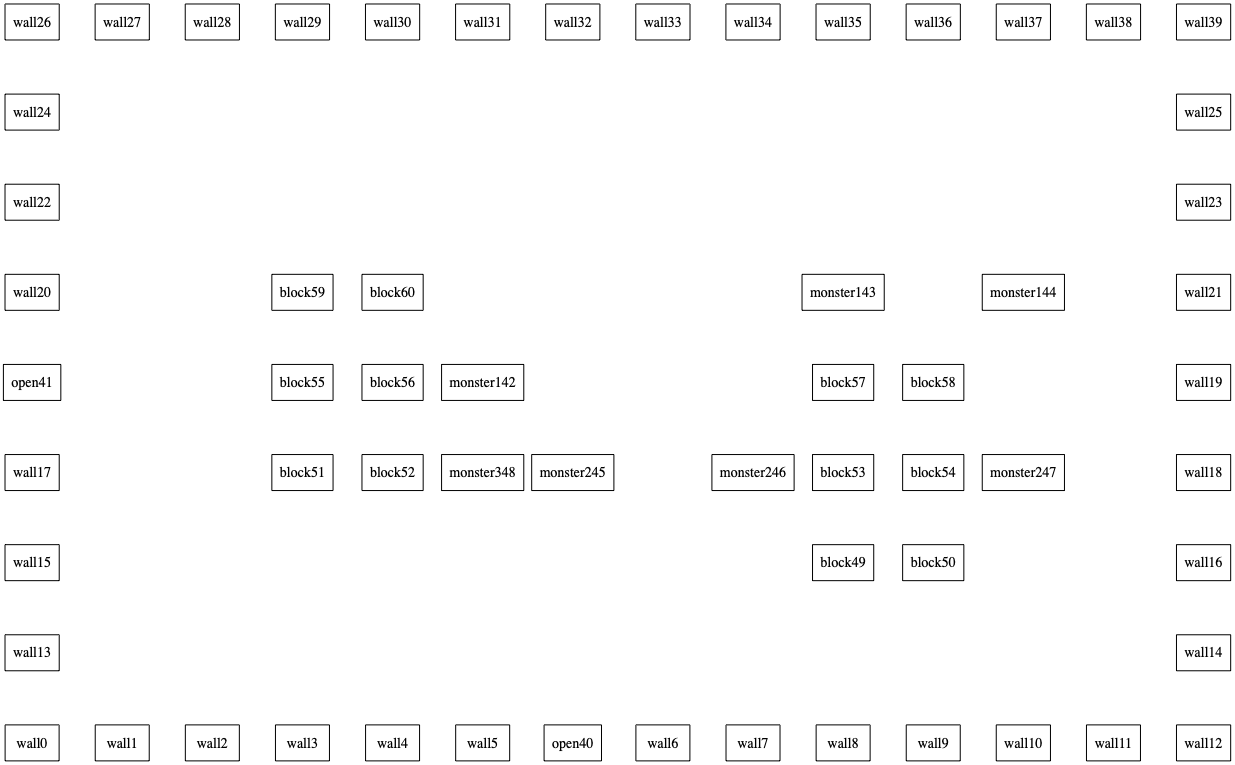 wall26 wall27 wall28 wall29 wall30 wall31 wall32 wall33 wall34 wall35 wall36 wall37 wall38 wall39
wall24 wall25
wall22 wall23
wall20 block59 block60 monster143 monster144 wall21
open41 block55 block56 monster142 block57 block58 wall19
wall17 block51 block52 monster348 monster245 monster246 block53 block54 monster247 wall18
wall15 block49 block50 wall16
wall13 wall14
wall0 wall1 wall2 wall3 wall4 wall5 open40 wall6 wall7 wall8 wall9 wall10 wall11 wall12